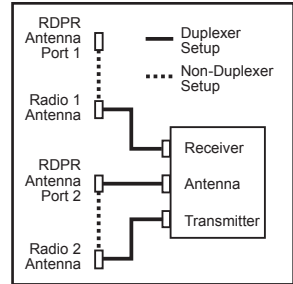 RDPR
Antenna
Port 1
Duplexer
Setup
Non-Duplexer
Setup
Radio 1
Antenna
Receiver
RDPR
Antenna
Port 2
Antenna
Transmitter
Radio 2
Antenna